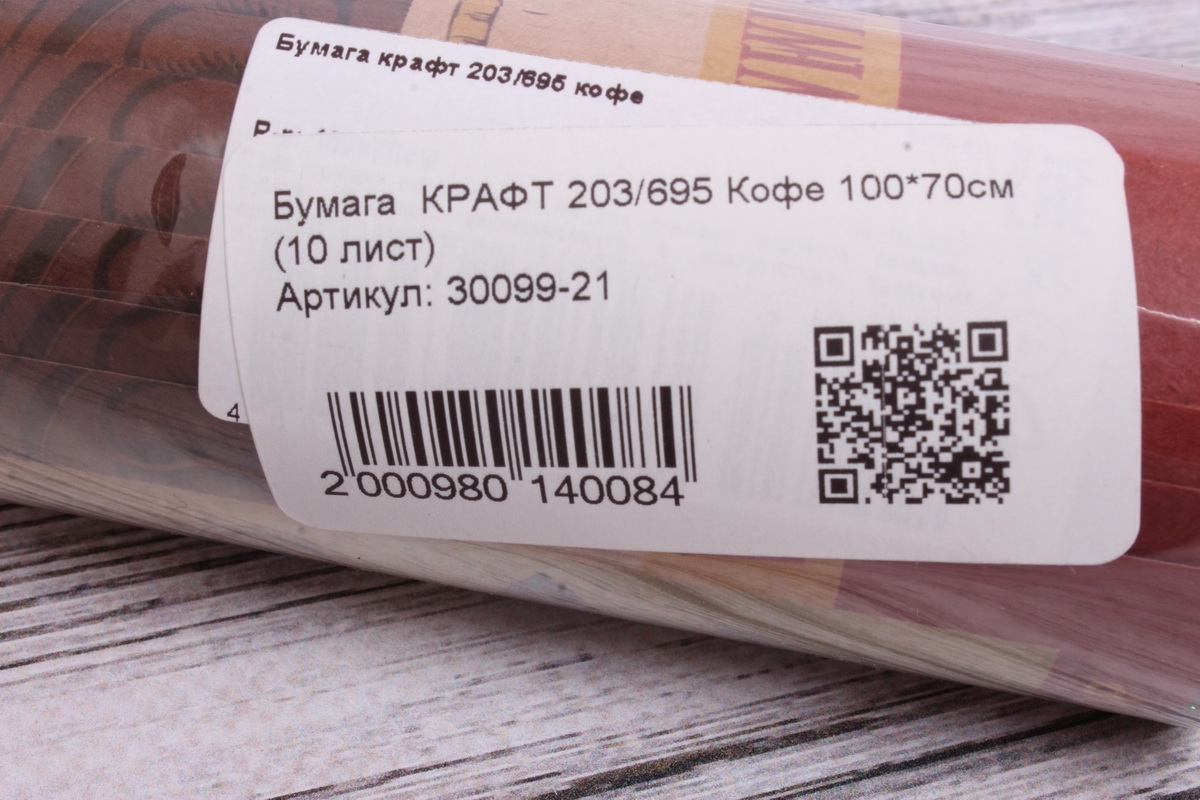 Бумага крафт 203/695 кофе
Бумага КРАФТ 203/695 Кофе 100*70см
(10 лист)
Артикул: 30099-21
4
2 000980 140084